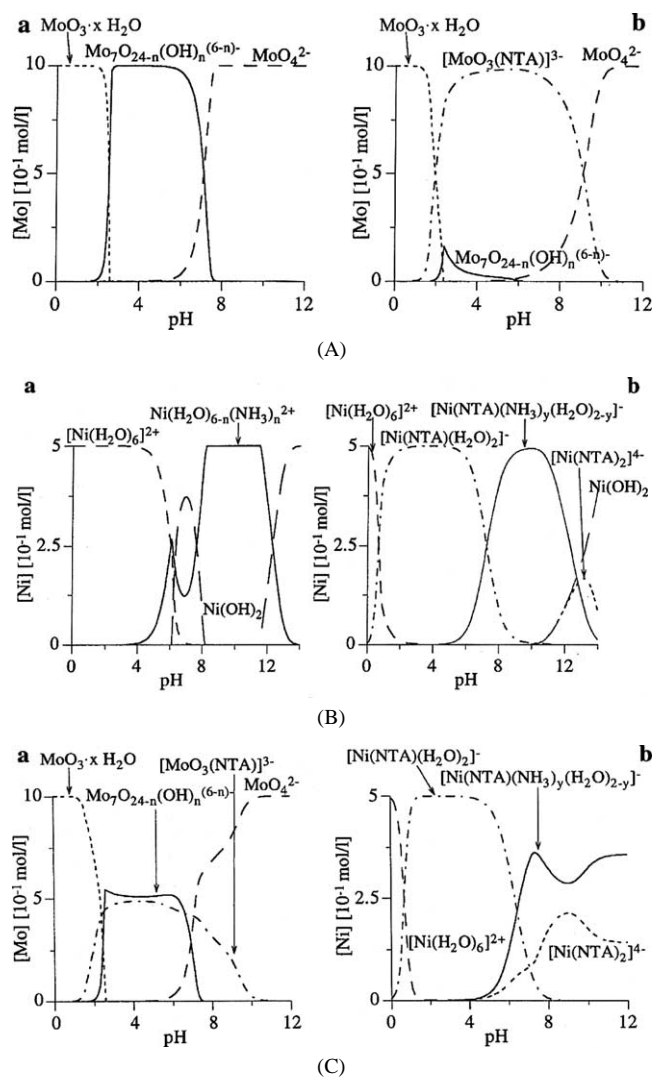 a
MoO₃·x H₂O
Mo₇O₂₄₋ₙ(OH)ₙ⁽⁶⁻ⁿ⁾⁻
MoO₄²⁻
10
5
0
[Mo] [10⁻¹ mol/l]
0 4 8 12
pH
b
MoO₃·x H₂O
[MoO₃(NTA)]³⁻
MoO₄²⁻
10
5
0
[Mo] [10⁻¹ mol/l]
Mo₇O₂₄₋ₙ(OH)ₙ⁽⁶⁻ⁿ⁾⁻
0 4 8 12
pH
(A)
a
Ni(H₂O)₆₋ₙ(NH₃)ₙ²⁺
[Ni(H₂O)₆]²⁺
5
2.5
0
[Ni] [10⁻¹ mol/l]
Ni(OH)₂
0 4 8 12
pH
b
[Ni(H₂O)₆]²⁺
[Ni(NTA)(NH₃)y(H₂O)₂₋y]⁻
[Ni(NTA)(H₂O)₂]⁻
[Ni(NTA)₂]⁴⁻
Ni(OH)₂
5
2.5
0
[Ni] [10⁻¹ mol/l]
0 4 8 12
pH
(B)
a
MoO₃·x H₂O
[MoO₃(NTA)]³⁻
Mo₇O₂₄₋ₙ(OH)ₙ⁽⁶⁻ⁿ⁾⁻
MoO₄²⁻
10
5
0
[Mo] [10⁻¹ mol/l]
0 4 8 12
pH
b
[Ni(NTA)(H₂O)₂]⁻
[Ni(NTA)(NH₃)y(H₂O)₂₋y]⁻
5
2.5
0
[Ni] [10⁻¹ mol/l]
[Ni(H₂O)₆]²⁺
[Ni(NTA)₂]⁴⁻
0 4 8 12
pH
(C)